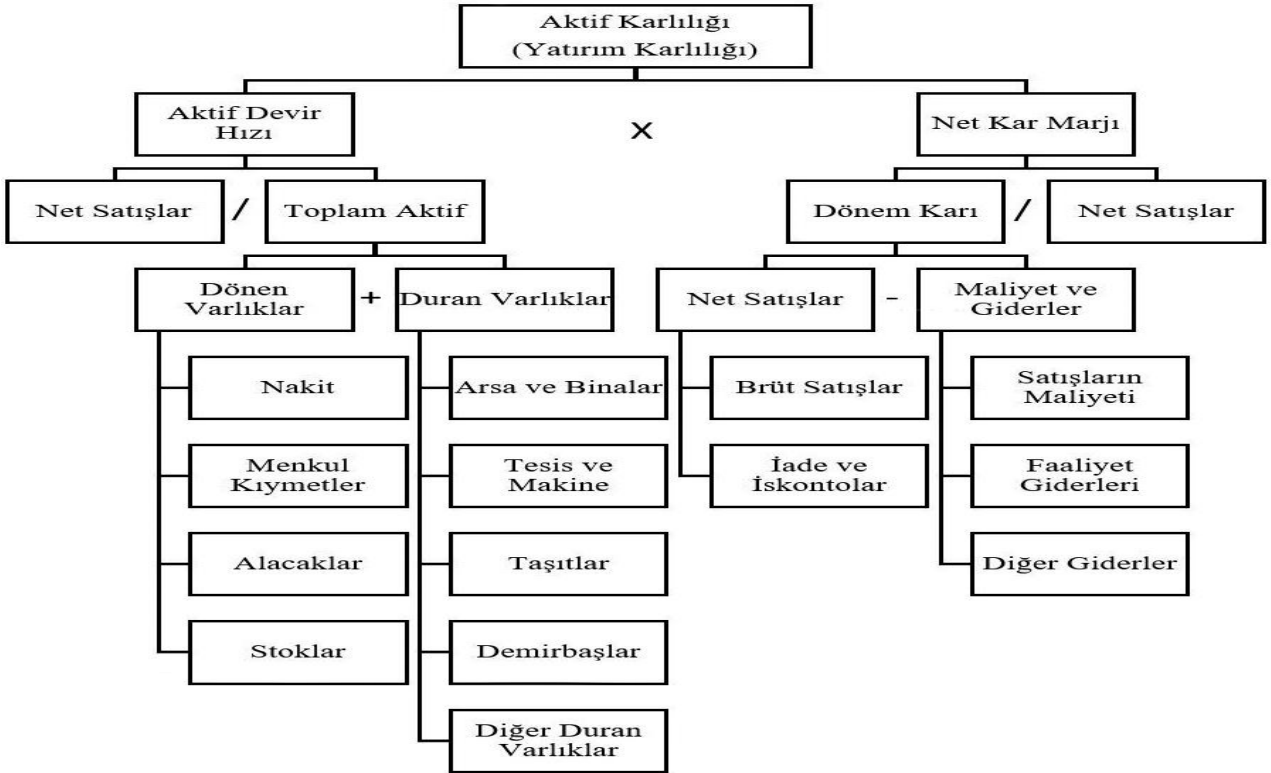 Aktif Karlılığı
(Yatırım Karlılığı)
Aktif Devir
Hızı
x
Net Kar Marjı
Net Satışlar / Toplam Aktif
Dönem Karı / Net Satışlar
Dönen
Varlıklar
+
Duran Varlıklar
Net Satışlar
-
Maliyet ve
Giderler
Nakit
Arsa ve Binalar
Brüt Satışlar
Satışların
Maliyeti
Menkul
Kıymetler
Tesis ve
Makine
İade ve
İskontolar
Faaliyet
Giderleri
Alacaklar
Taşıtlar
Diğer Giderler
Stoklar
Demirbaşlar
Diğer Duran
Varlıklar